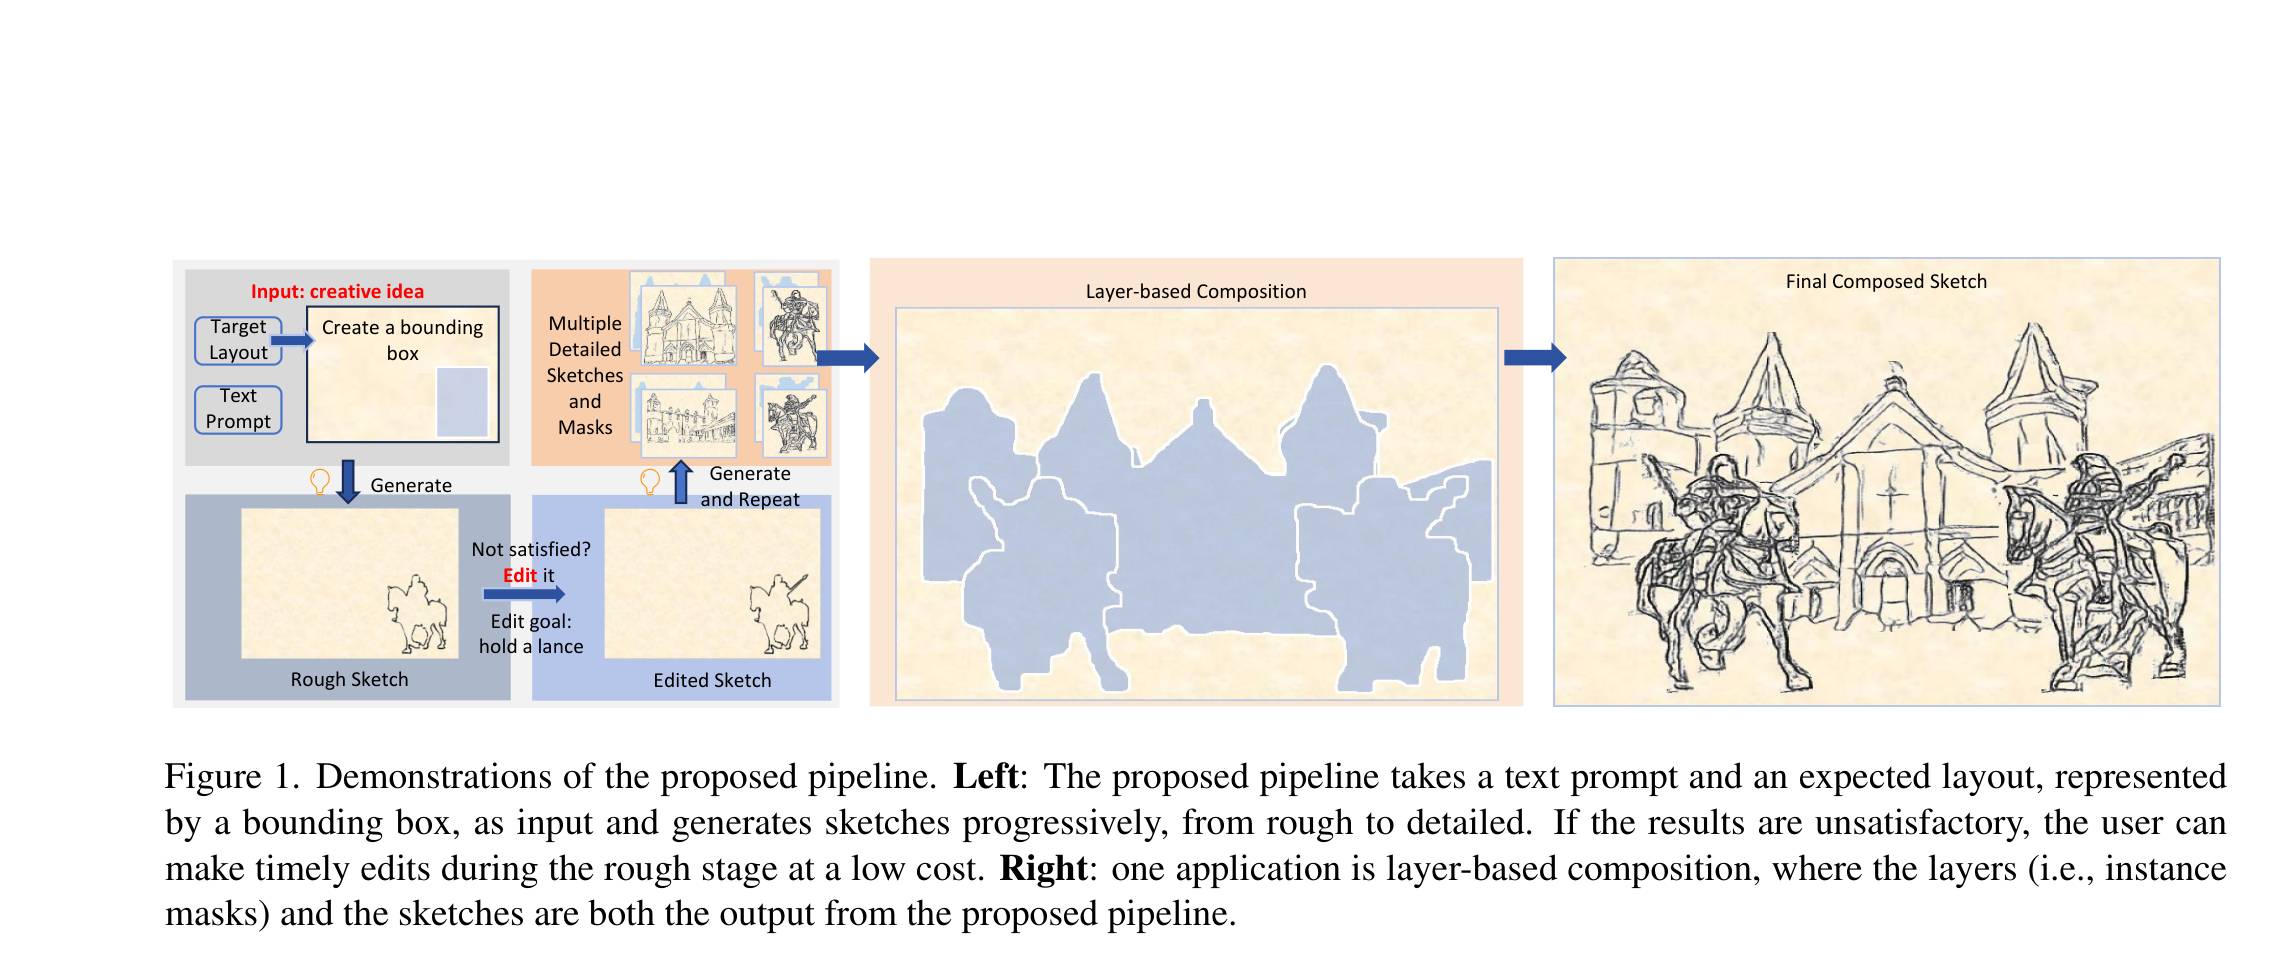 Input: creative idea
Target
Layout
Create a bounding
box
Text
Prompt
Generate
Rough Sketch
Not satisfied?
Edit it
Edit goal:
hold a lance
Edited Sketch
Generate
and Repeat
Multiple
Detailed
Sketches
and
Masks
Layer-based Composition
Final Composed Sketch
Figure 1. Demonstrations of the proposed pipeline. Left: The proposed pipeline takes a text prompt and an expected layout, represented
by a bounding box, as input and generates sketches progressively, from rough to detailed. If the results are unsatisfactory, the user can
make timely edits during the rough stage at a low cost. Right: one application is layer-based composition, where the layers (i.e., instance
masks) and the sketches are both the output from the proposed pipeline.